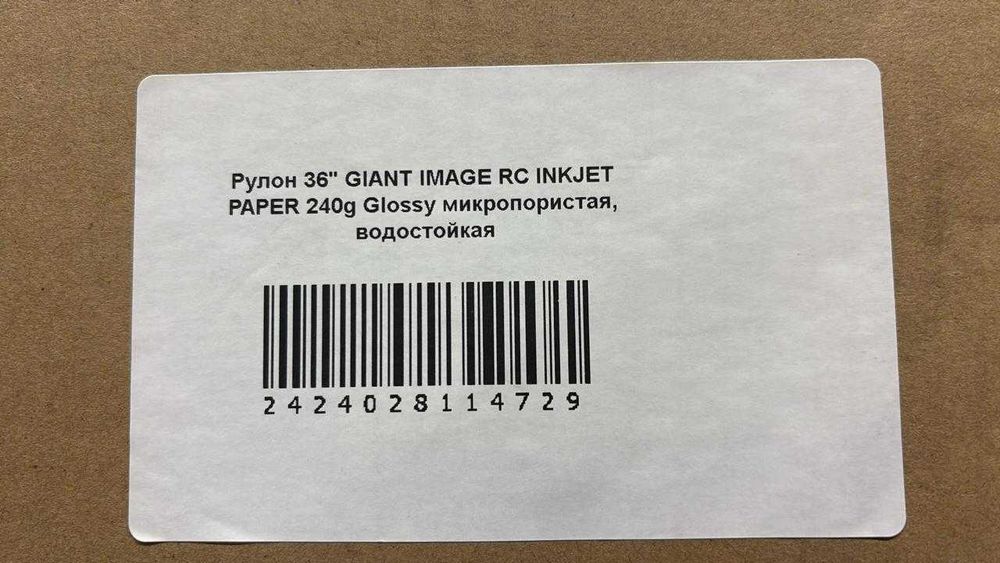 Рулон 36" GIANT IMAGE RC INKJET
PAPER 240g Glossy микропористая,
водостойкая
2424028114729